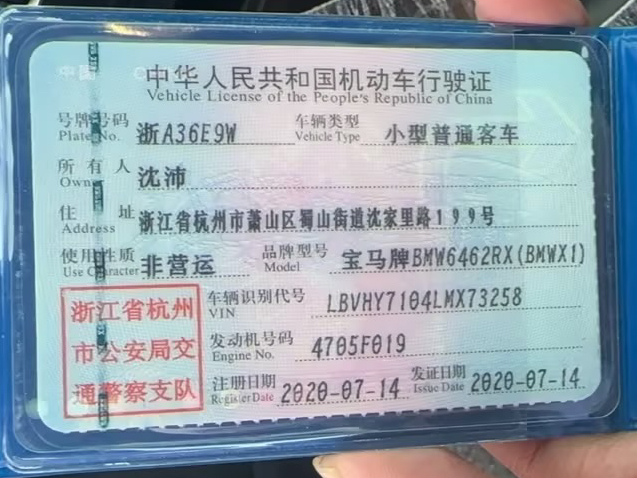 中华人民共和国机动车行驶证
Vehicle License of the People's Republic of China
号牌号码 浙A36E9W 车辆类型 小型普通客车
Plate No. Vehicle Type
所有人 沈沛
Owner
住址 浙江省杭州市萧山区蜀山街道沈家里路199号
Address
使用性质 非营运 品牌型号 宝马牌BMW6462RX(BMWX1)
Use Character Model
浙江省杭州
市公安局交
通警察支队
车辆识别代号 LBVHY7104LMX73258
VIN
发动机号码 4705F019
Engine No.
注册日期 2020-07-14 发证日期 2020-07-14
Register Date Issue Date